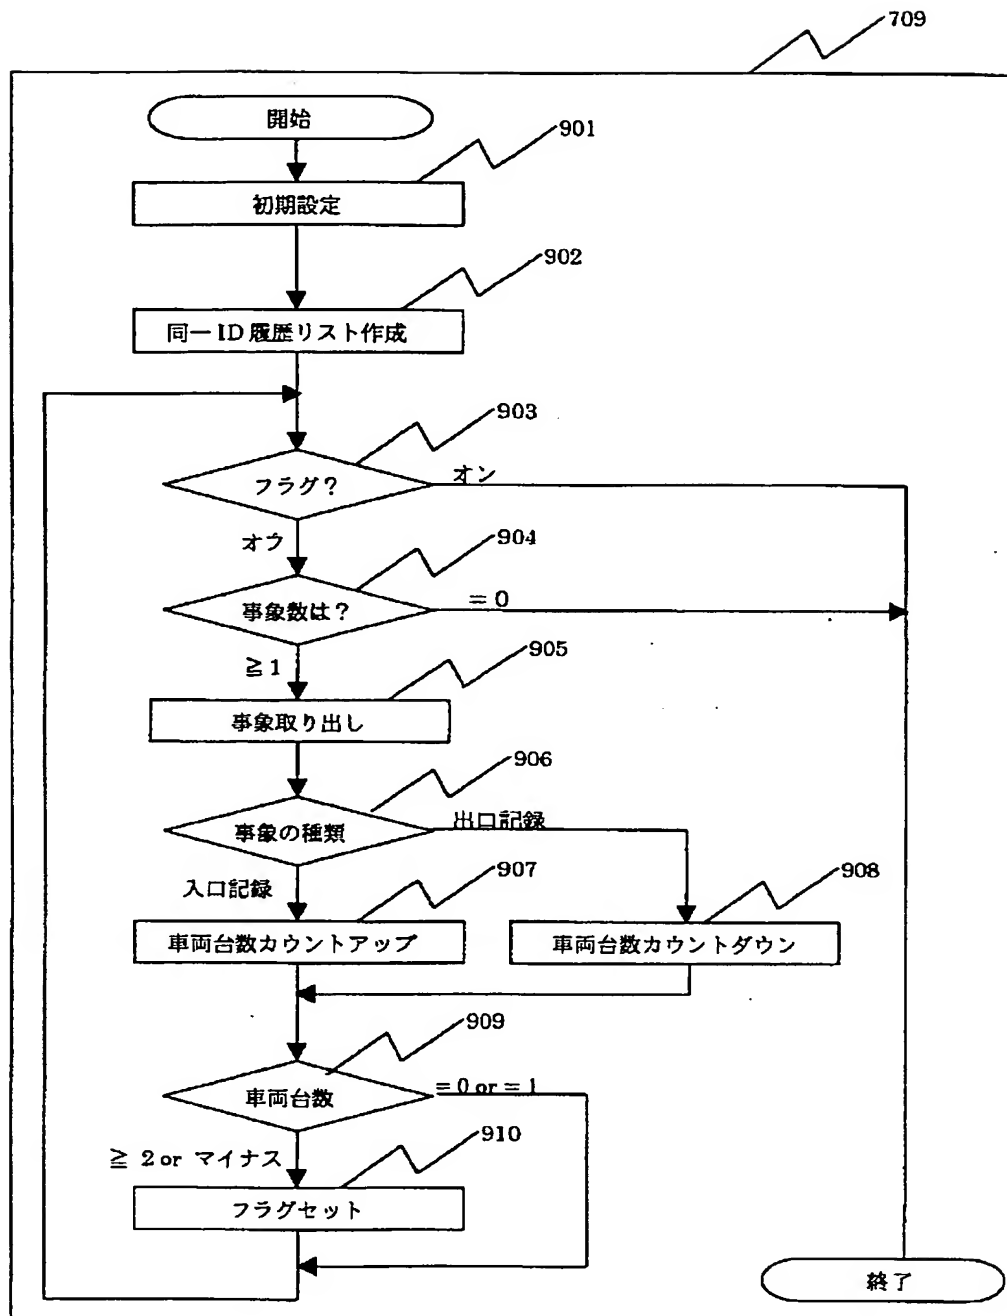 709
開始
901
初期設定
902
同一ID履歴リスト作成
903
フラグ?
オン
オフ
904
事象数は?
= 0
≧ 1
905
事象取り出し
906
事象の種類
出口記録
入口記録
907
908
車両台数カウントアップ
車両台数カウントダウン
909
車両台数
= 0 or = 1
≧ 2 or マイナス
910
フラグセット
終了